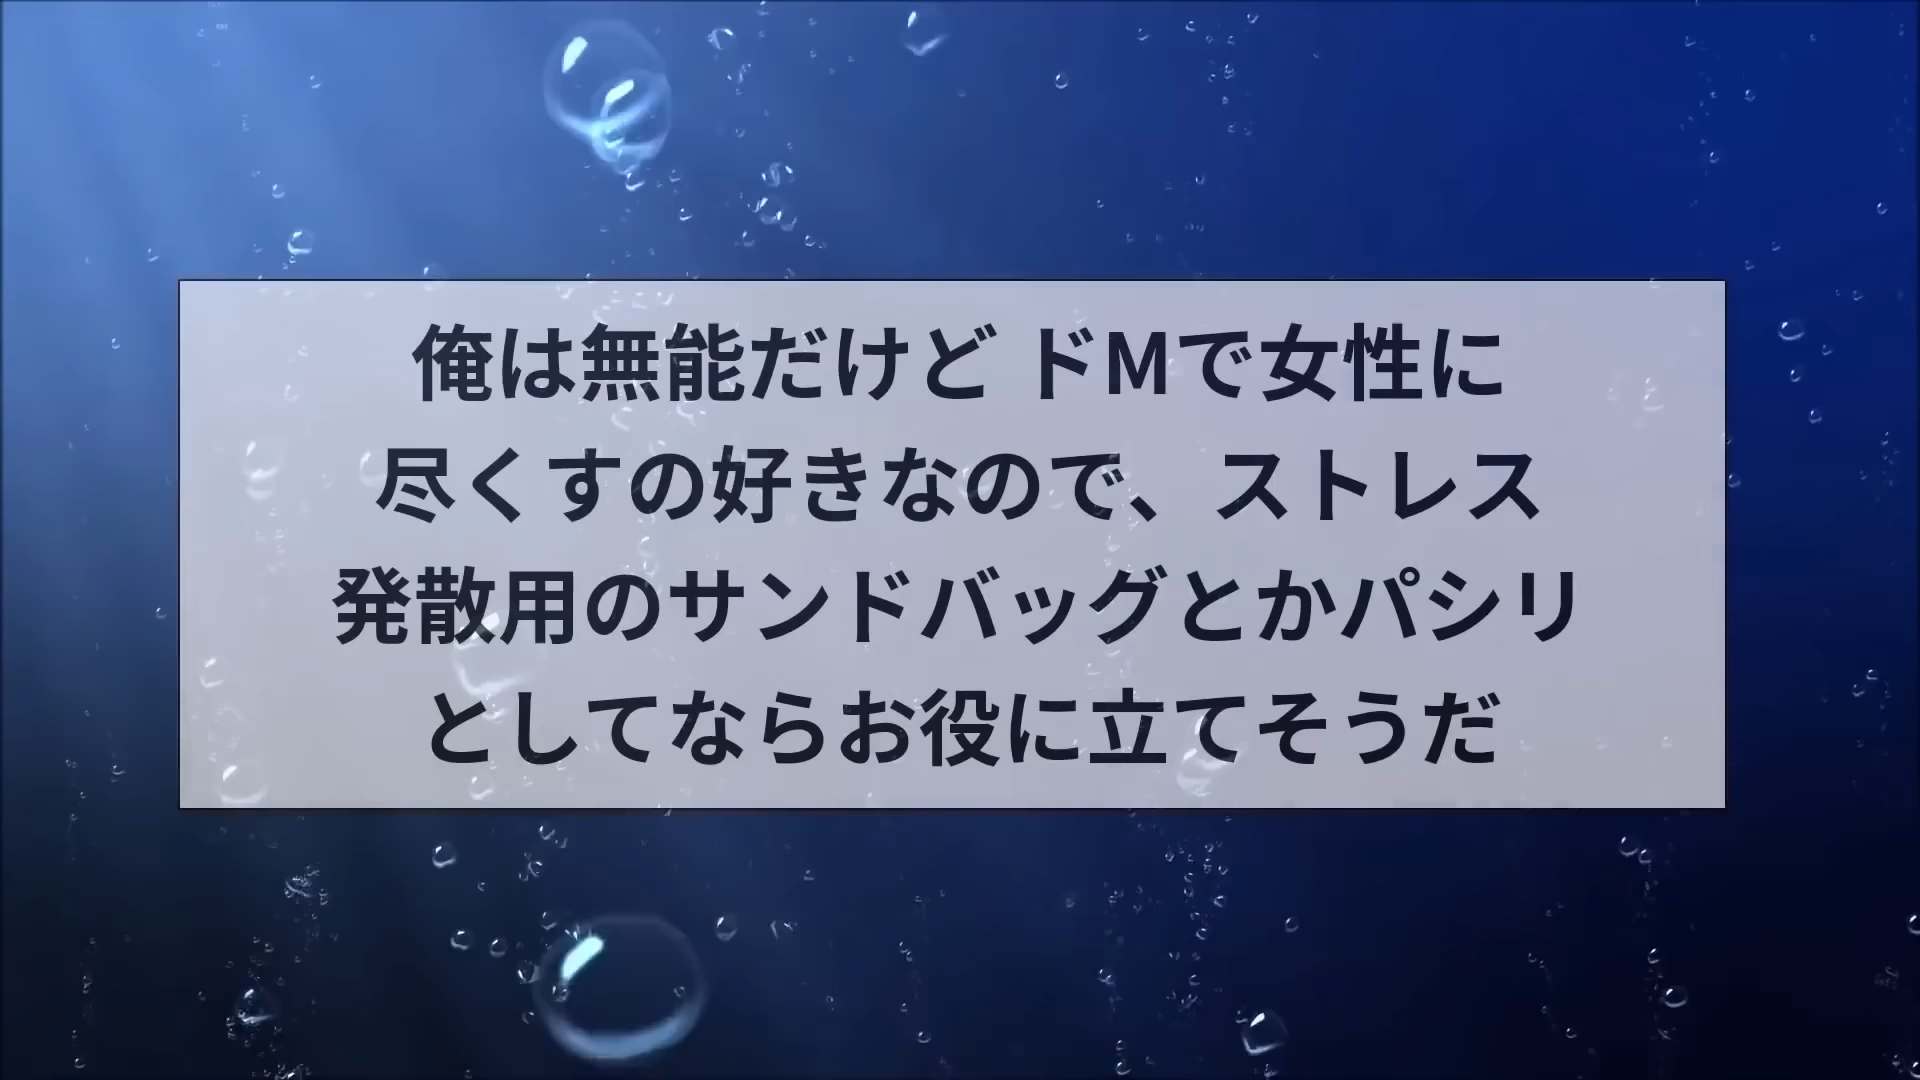 俺は無能だけど ドMで女性に
尽くすの好きなので、ストレス
発散用のサンドバッグとかパシリ
としてならお役に立てそうだ